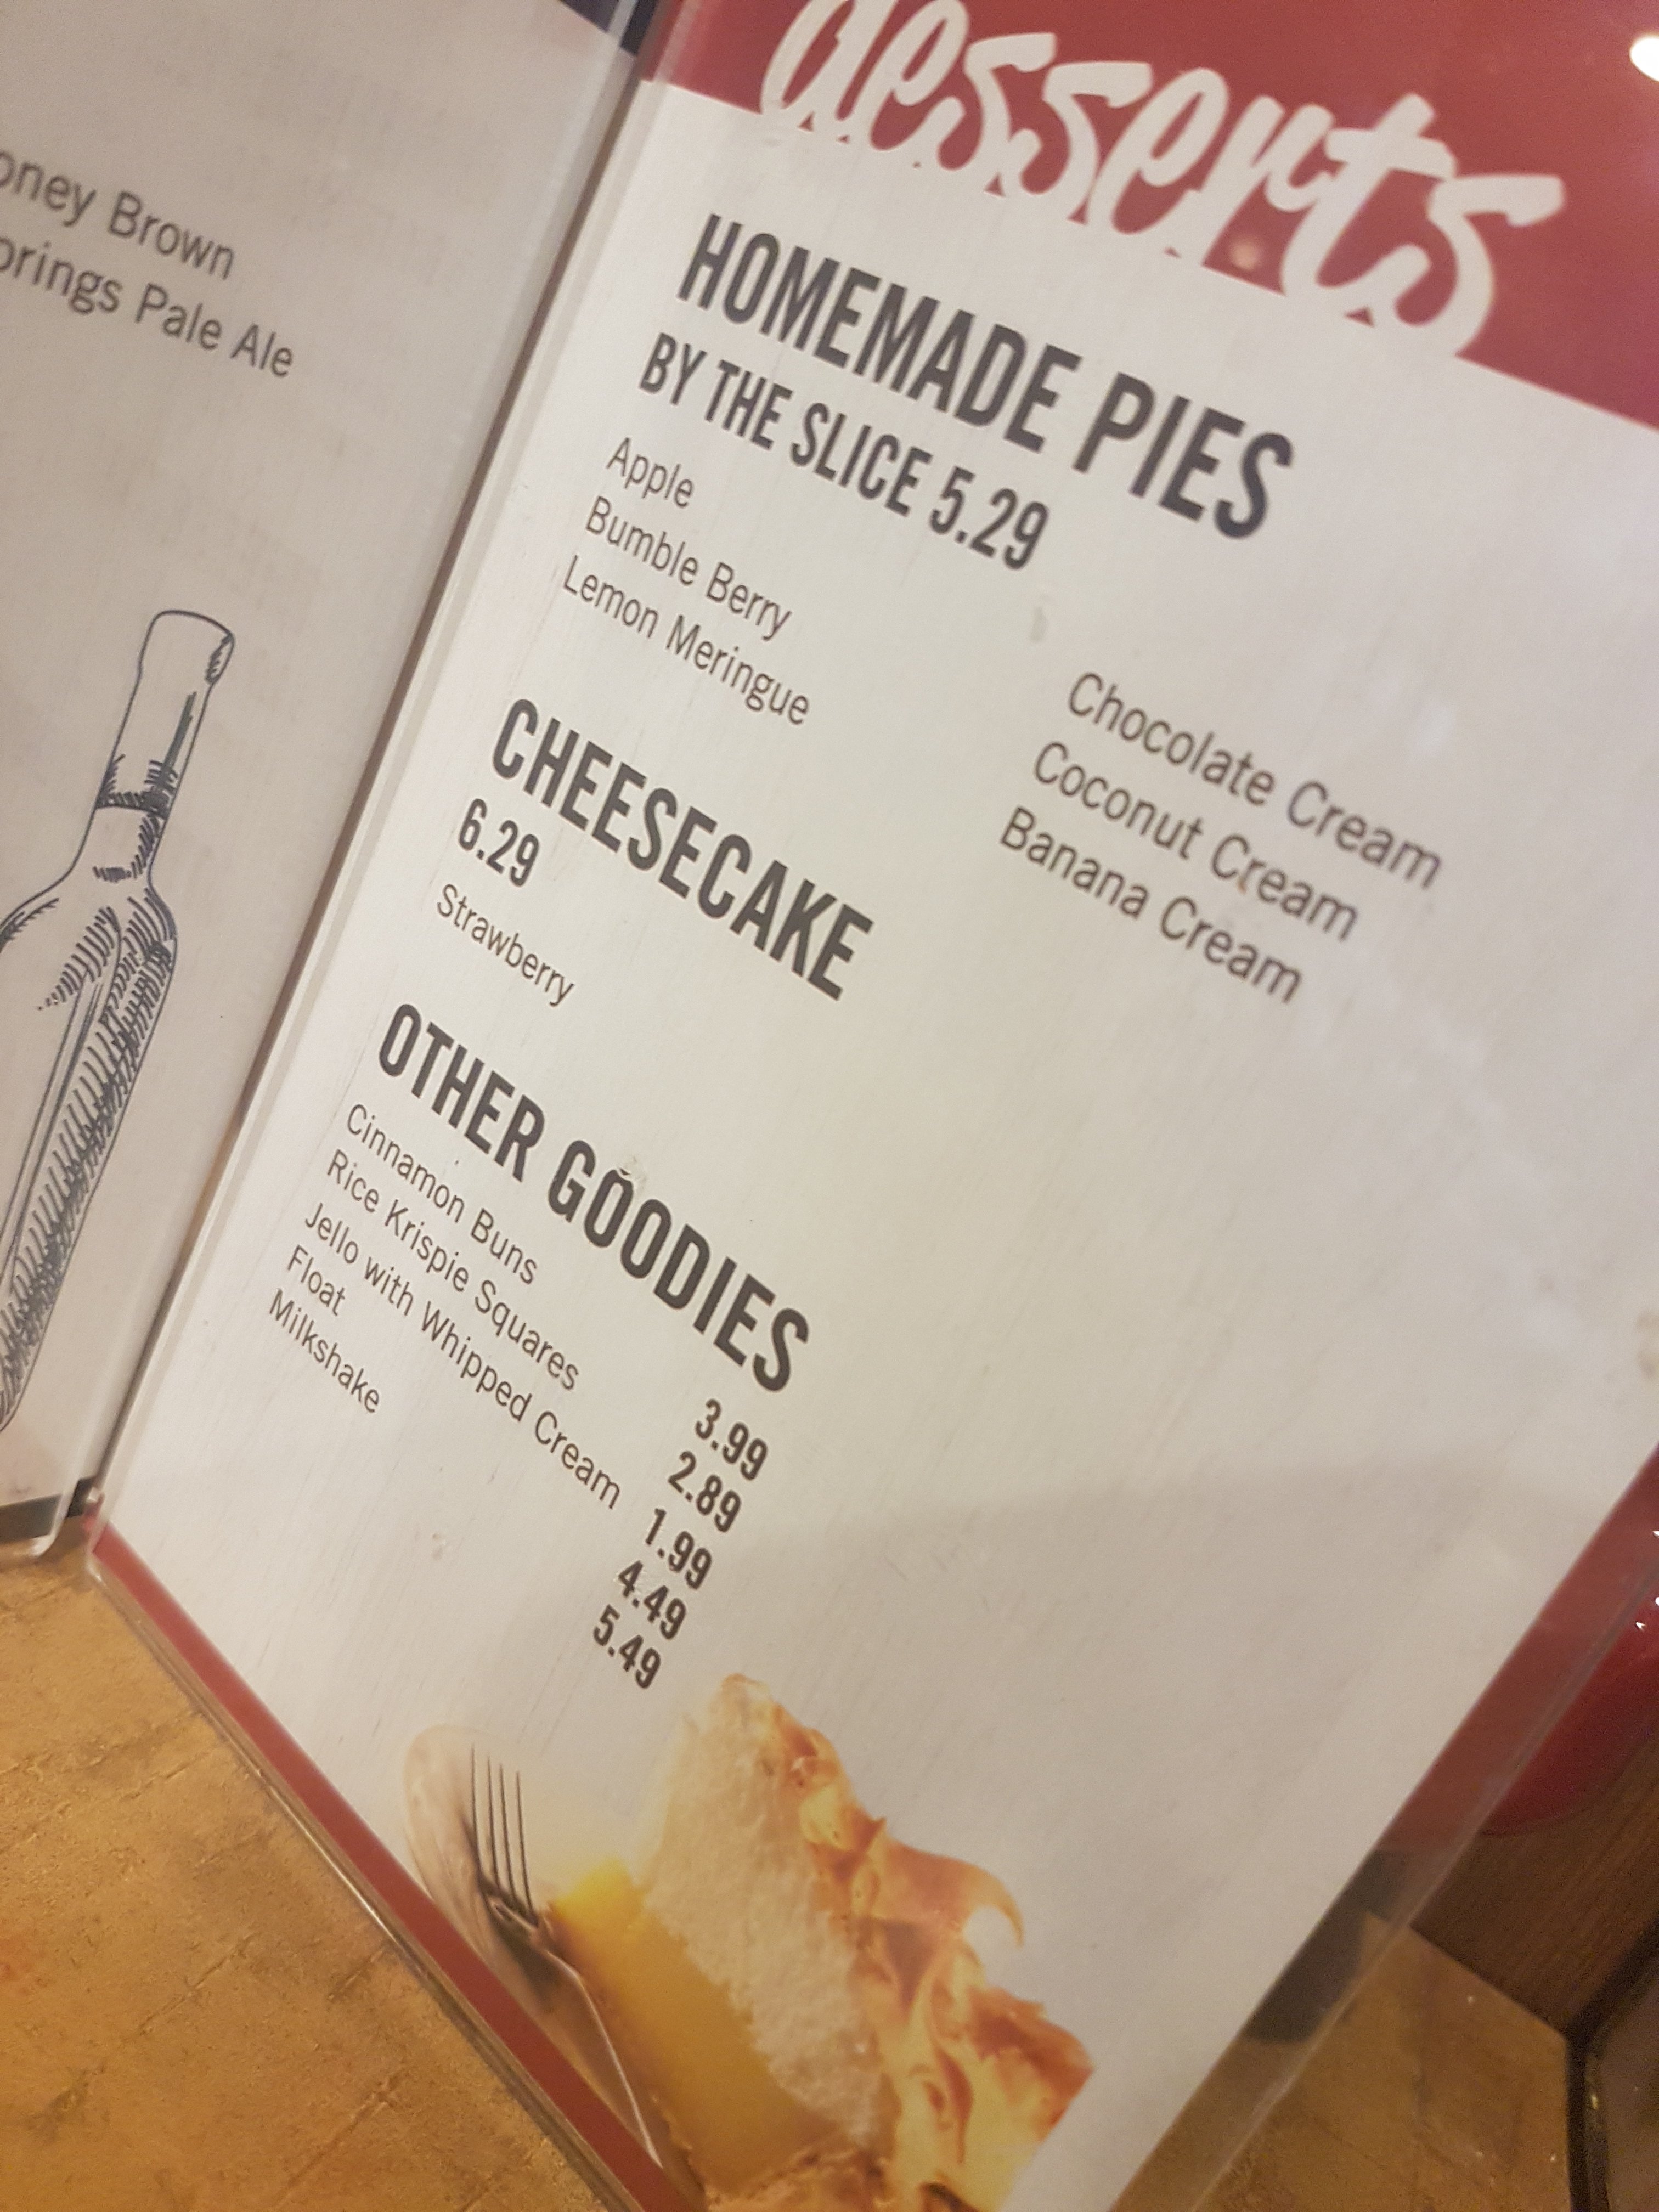 Brown
Pale Ale
desserts
HOMEMADE PIES
BY THE SLICE 5.29
Apple
Bumble Berry
Lemon Meringue
Chocolate Cream
Coconut Cream
Banana Cream
CHEESECAKE
6.29
Strawberry
OTHER GOODIES
Cinnamon Buns 3.99
Rice Krispie Squares 2.89
Jello with Whipped Cream 1.99
Float 4.49
Milkshake 5.49